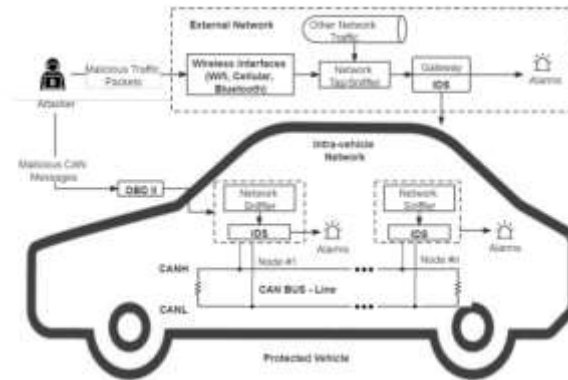 External Network
Other Network
Traffic
Malicious Traffic
Packets
Wireless Interfaces
(Wifi, Cellular,
Bluetooth)
Network
Tap/Sniffer
Gateway
IDS
Alarms
Attacker
Malicious CAN
Messages
OBD II
Intra-vehicle
Network
Network
Sniffer
IDS
Alarms
Node #1
Network
Sniffer
IDS
Alarms
Node #n
CANH
CAN BUS - Line
CANL
Protected Vehicle